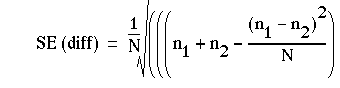 SE (diff) = 1/N √((((n₁ + n₂ − (n₁ − n₂)²/N)